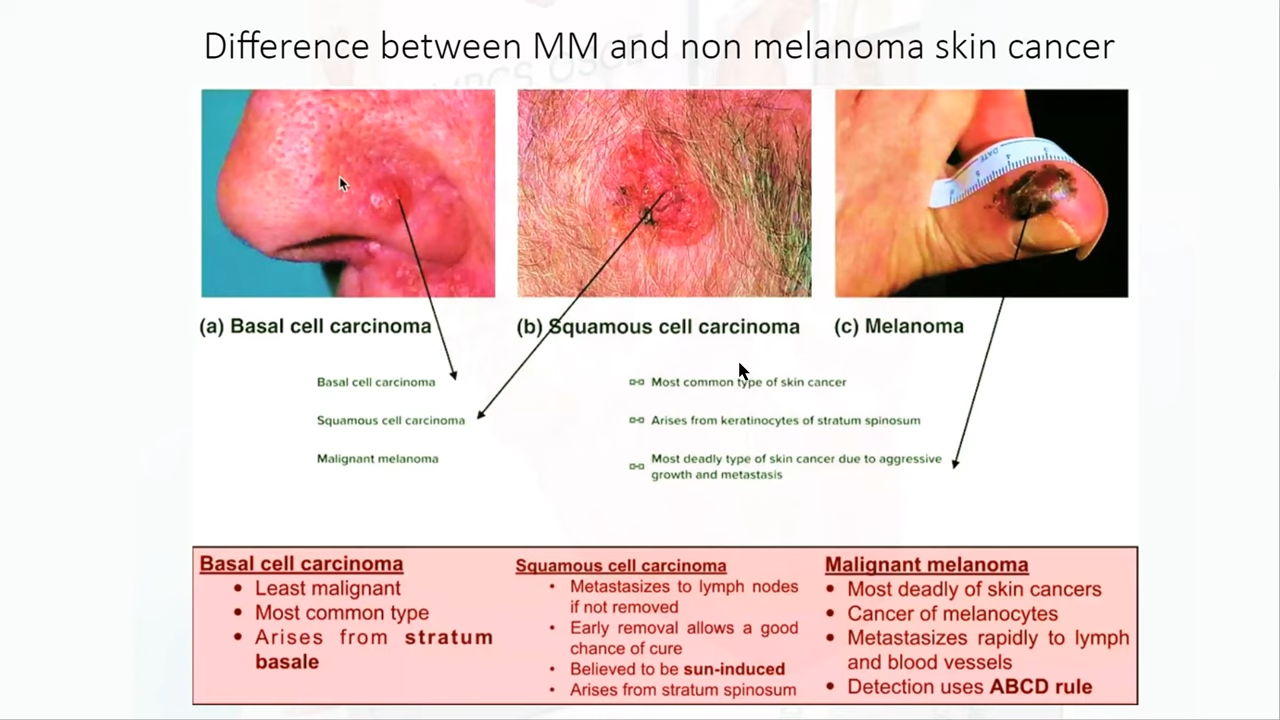 Difference between MM and non melanoma skin cancer
MRCS OSCE
DATE
(a) Basal cell carcinoma
(b) Squamous cell carcinoma
(c) Melanoma
Basal cell carcinoma
Most common type of skin cancer
Squamous cell carcinoma
Arises from keratinocytes of stratum spinosum
Malignant melanoma
Most deadly type of skin cancer due to aggressive
growth and metastasis
Basal cell carcinoma
• Least malignant
• Most common type
• Arises from stratum
basale
Squamous cell carcinoma
• Metastasizes to lymph nodes
if not removed
• Early removal allows a good
chance of cure
• Believed to be sun-induced
• Arises from stratum spinosum
Malignant melanoma
• Most deadly of skin cancers
• Cancer of melanocytes
• Metastasizes rapidly to lymph
and blood vessels
• Detection uses ABCD rule